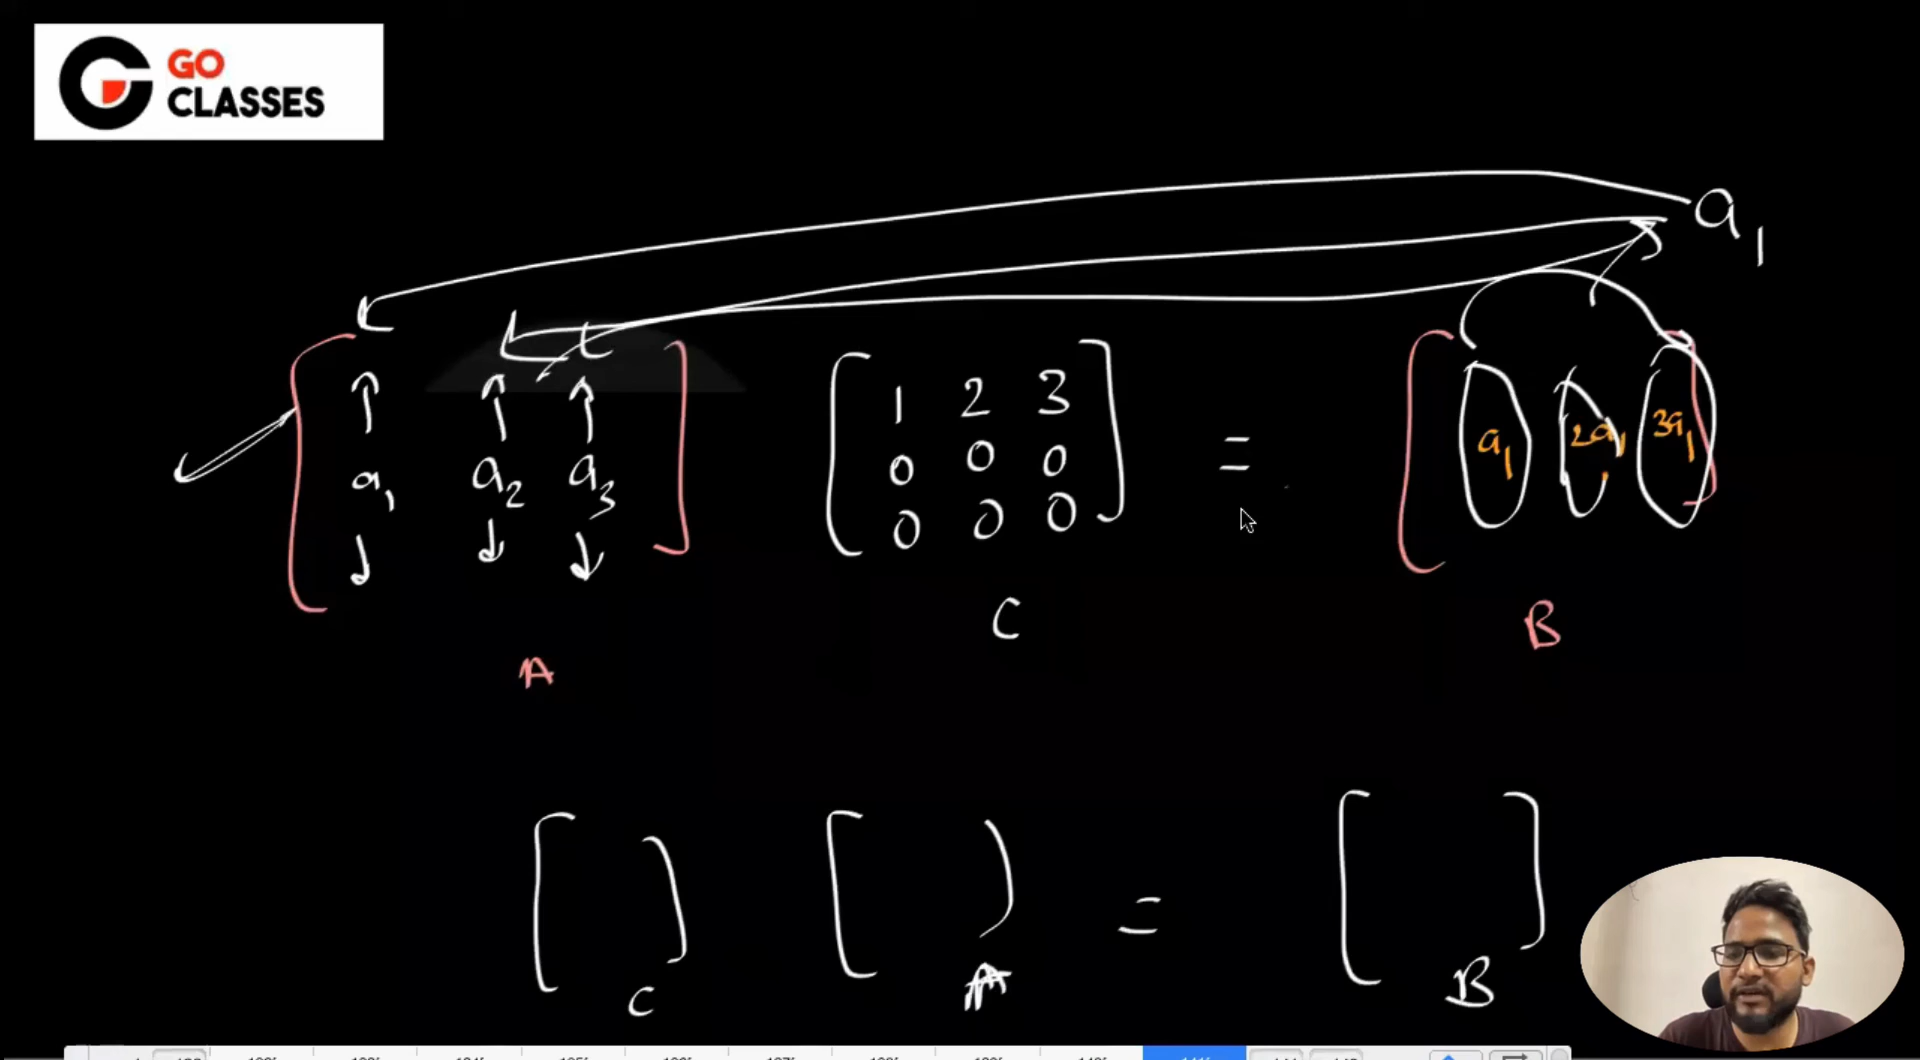 GO
CLASSES
a1
a1 a2 a3
1 2 3
0 0 0
0 0 0
=
a1 2a1 3a1
A
C
B
=
C
A
B